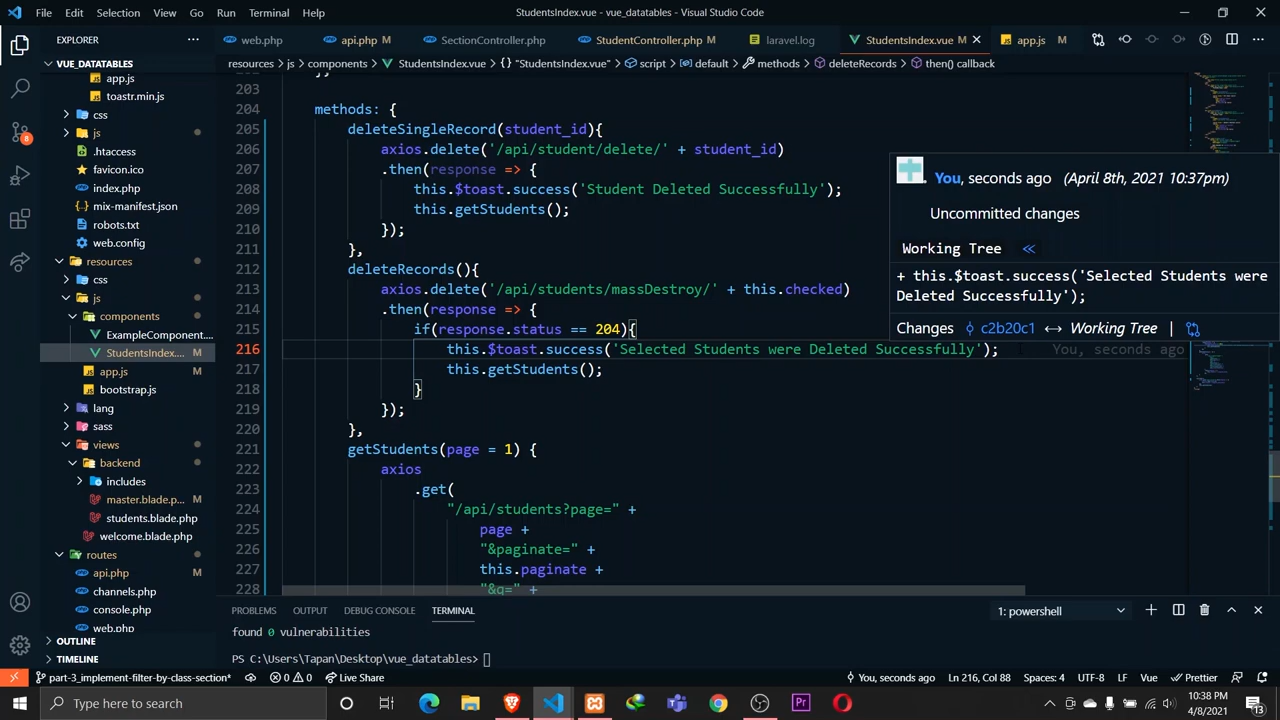 File Edit Selection View Go Run Terminal Help
StudentsIndex.vue - vue_datatables - Visual Studio Code
EXPLORER
web.php
api.php M
SectionController.php
StudentController.php M
laravel.log
StudentsIndex.vue M
app.js M
VUE_DATATABLES
resources > js > components > StudentsIndex.vue > {} "StudentsIndex.vue" > script > default > methods > deleteRecords > then() callback
app.js
toastr.min.js
css
js
.htaccess
favicon.ico
index.php
mix-manifest.json
robots.txt
web.config
resources
css
js
components
ExampleComponent....
StudentsIndex....
M
app.js
M
bootstrap.js
lang
sass
views
backend
includes
master.blade.p... M
students.blade.php
welcome.blade.php
routes
api.php M
channels.php
console.php
web.php
OUTLINE
TIMELINE
8
203
204 methods: {
205 deleteSingleRecord(student_id){
206 axios.delete('/api/student/delete/' + student_id)
207 .then(response => {
208 this.$toast.success('Student Deleted Successfully');
209 this.getStudents();
210 });
211 },
212 deleteRecords(){
213 axios.delete('/api/students/massDestroy/' + this.checked)
214 .then(response => {
215 if(response.status == 204){
216 this.$toast.success('Selected Students were Deleted Successfully'); You, seconds ago
217 this.getStudents();
218 }
219 });
220 },
221 getStudents(page = 1) {
222 axios
223 .get(
224 "/api/students?page=" +
225 page +
226 "&paginate=" +
227 this.paginate +
228 "&q=" +
You, seconds ago (April 8th, 2021 10:37pm)
Uncommitted changes
Working Tree
+ this.$toast.success('Selected Students were
Deleted Successfully');
Changes c2b20c1 ↔ Working Tree |
PROBLEMS OUTPUT DEBUG CONSOLE TERMINAL
1: powershell
found 0 vulnerabilities
PS C:\Users\Tapan\Desktop\vue_datatables>
part-3_implement-filter-by-class-section* 0 0 Live Share
You, seconds ago Ln 216, Col 88 Spaces: 4 UTF-8 LF Vue Prettier
Type here to search
10:38 PM
4/8/2021